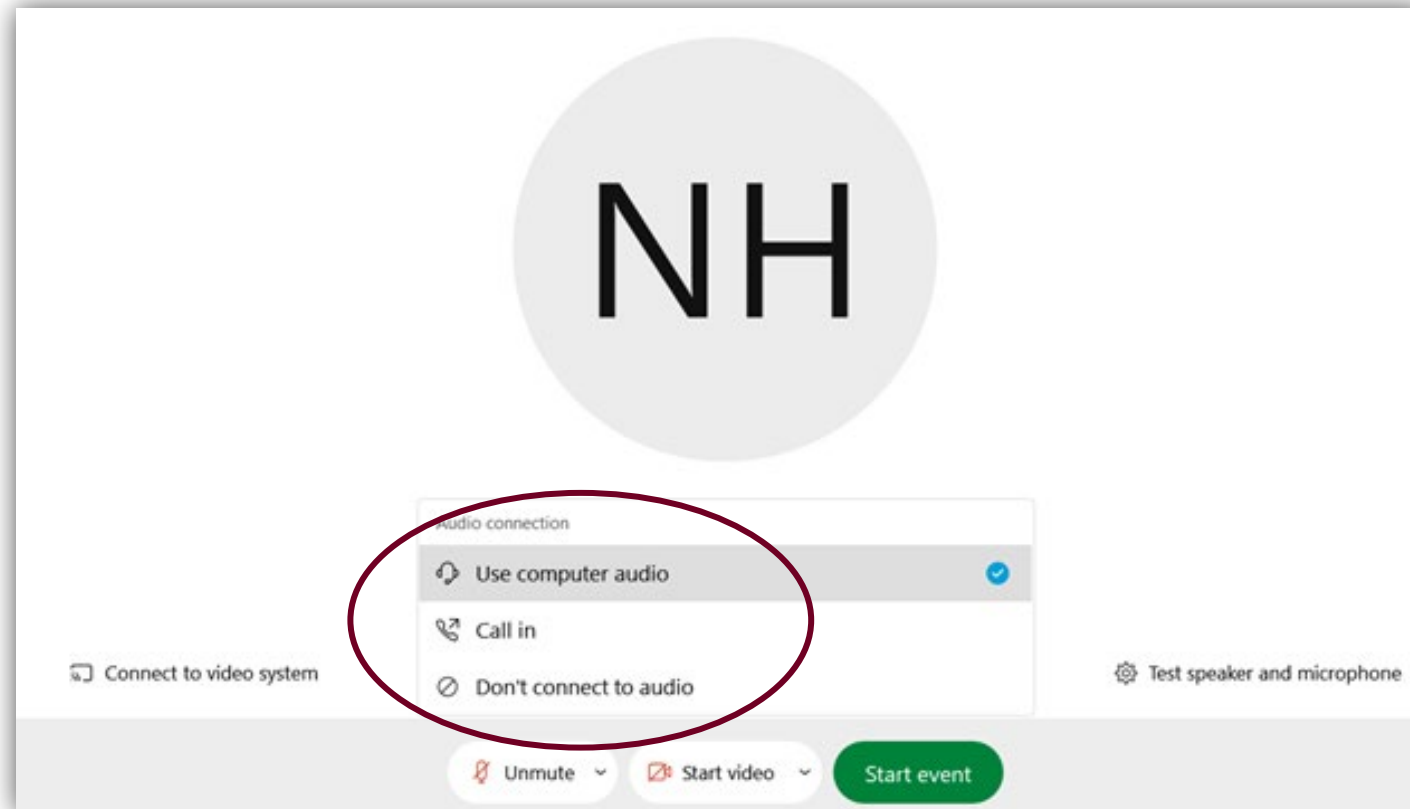 NH
Audio connection
Use computer audio
Call in
Don't connect to audio
Connect to video system
Test speaker and microphone
Unmute
Start video
Start event